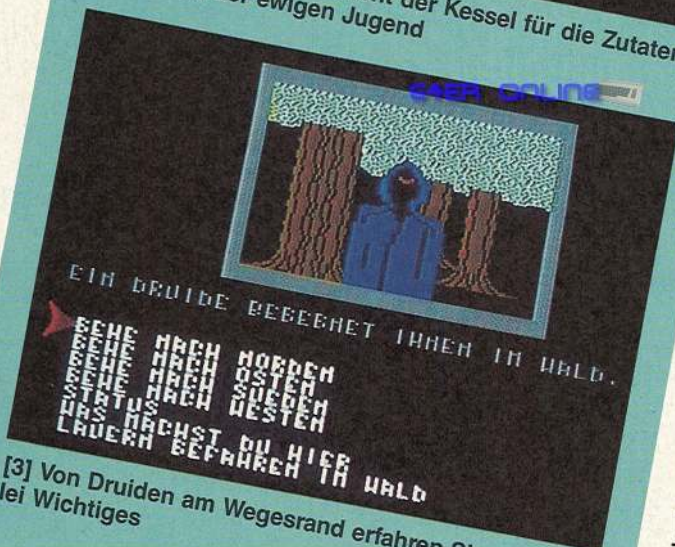 der Kessel für die Zutaten
ewigen Jugend
64ER ONLINE
EIN DRUIDE BEGEGNET IHNEN IM WALD.
GEHE NACH NORDEN
GEHE NACH OSTEN
GEHE NACH SUEDEN
GEHE NACH WESTEN
STATUS
WAS MACHST DU HIER
LAUERN GEFAHREN IM WALD
[3] Von Druiden am Wegesrand erfahren
lei Wichtiges